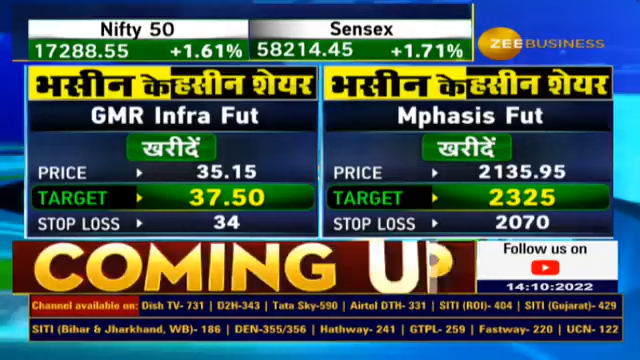 Nifty 50
17288.55 +1.61%
Sensex
58214.45 +1.71%
ZEE BUSINESS
भसीन के हसीन शेयर
GMR Infra Fut
खरीदें
PRICE 35.15
TARGET 37.50
STOP LOSS 34
भसीन के हसीन शेयर
Mphasis Fut
खरीदें
PRICE 2135.95
TARGET 2325
STOP LOSS 2070
COMING UP
Follow us on
14:10:2022
Channel available on: Dish TV- 731 | D2H-343 | Tata Sky-590 | Airtel DTH- 331 | SITI (ROI)- 404 | SITI (Gujarat)- 429
SITI (Bihar & Jharkhand, WB)- 186 | DEN-355/356 | Hathway- 241 | GTPL- 259 | Fastway- 220 | UCN- 122